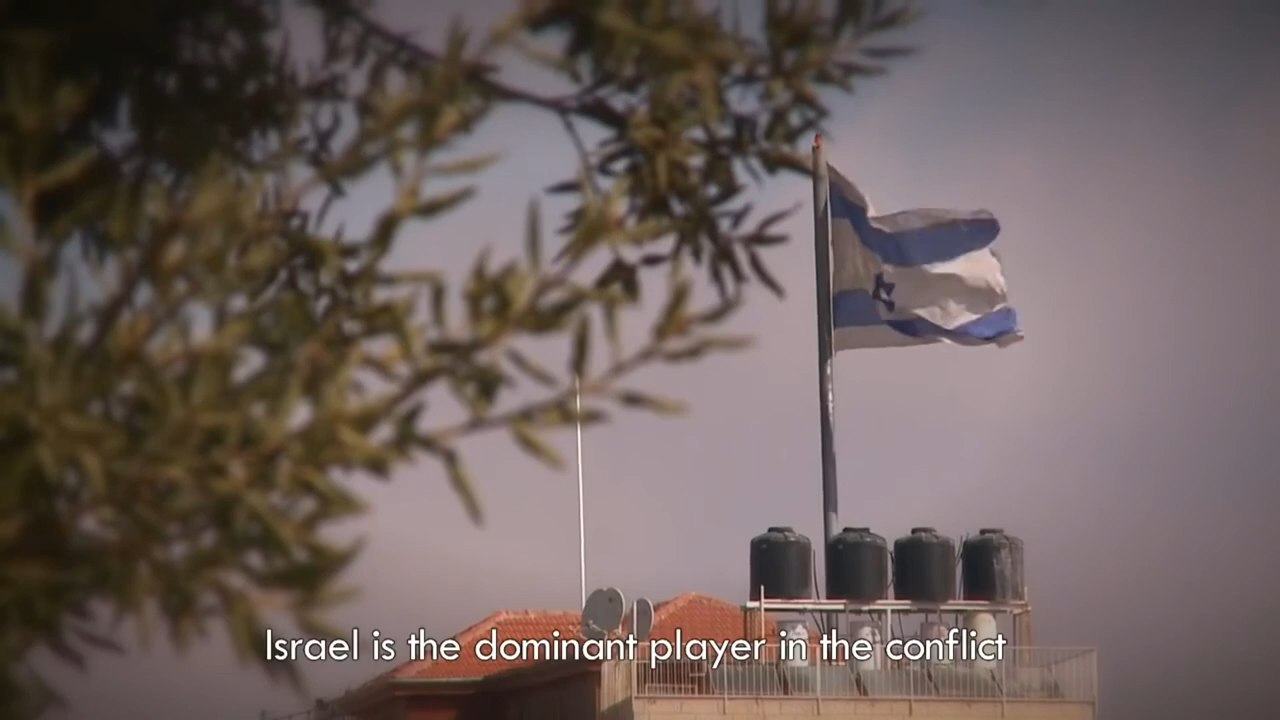 Israel is the dominant player in the conflict